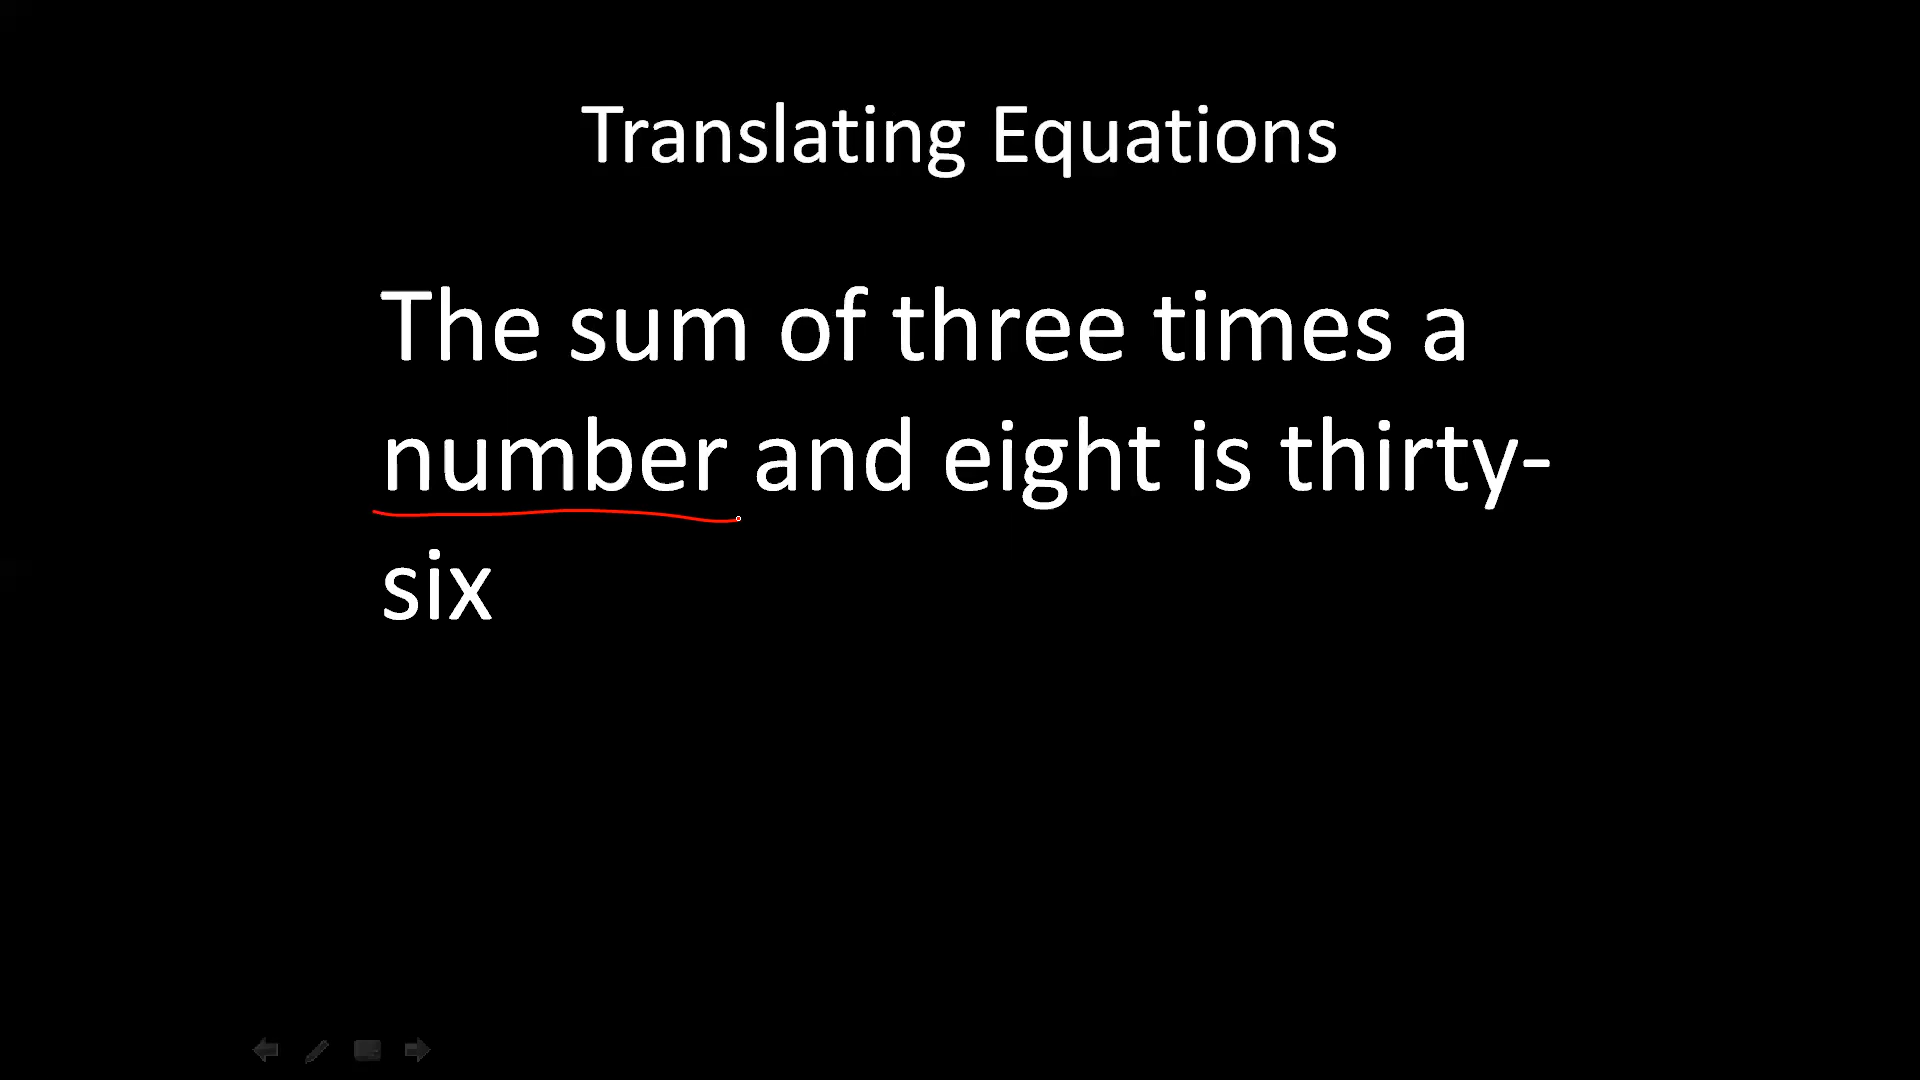 Translating Equations
The sum of three times a
number and eight is thirty-
six